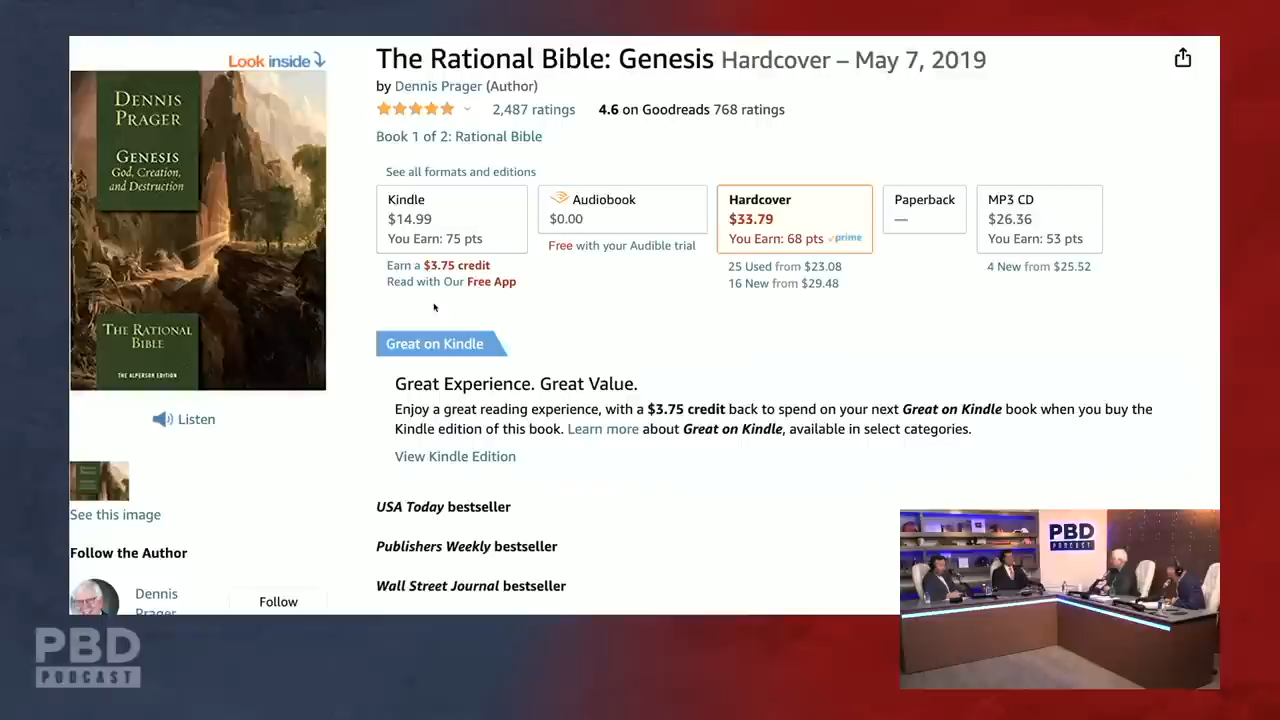 Look inside
DENNIS
PRAGER
GENESIS
God, Creation,
and Destruction
THE RATIONAL
BIBLE
THE ALPERSON EDITION
Listen
See this image
Follow the Author
Dennis
Prager
Follow
The Rational Bible: Genesis Hardcover – May 7, 2019
by Dennis Prager (Author)
2,487 ratings 4.6 on Goodreads 768 ratings
Book 1 of 2: Rational Bible
See all formats and editions
Kindle
$14.99
You Earn: 75 pts
Earn a $3.75 credit
Read with Our Free App
Audiobook
$0.00
Free with your Audible trial
Hardcover
$33.79
You Earn: 68 pts prime
25 Used from $23.08
16 New from $29.48
Paperback
—
MP3 CD
$26.36
You Earn: 53 pts
4 New from $25.52
Great on Kindle
Great Experience. Great Value.
Enjoy a great reading experience, with a $3.75 credit back to spend on your next Great on Kindle book when you buy the
Kindle edition of this book. Learn more about Great on Kindle, available in select categories.
View Kindle Edition
USA Today bestseller
Publishers Weekly bestseller
Wall Street Journal bestseller
PBD
PODCAST
PBD
PODCAST